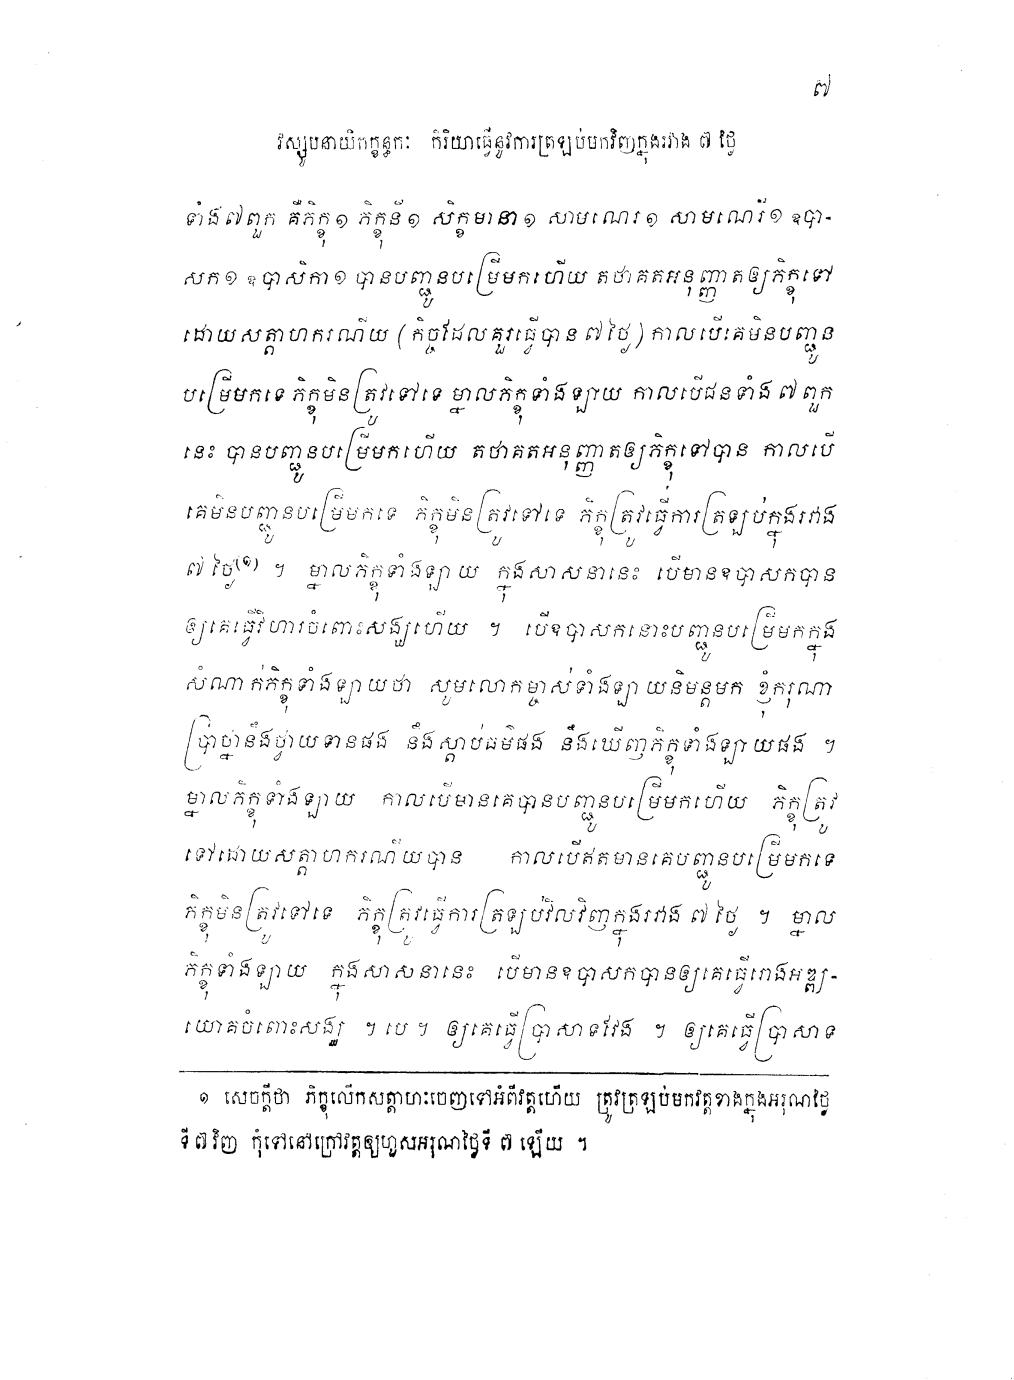 ៧
វស្សូបនាយិកក្ខន្ធកៈ កិរិយាធ្វើនូវការត្រឡប់មកវិញក្នុងរវាង ៧ ថ្ងៃ
ទាំង៧ពួក គឺភិក្ខុ១ ភិក្ខុនី១ សិក្ខមានា១ សាមណេរ១ សាមណេរី១ ឧបា-
សក១ ឧបាសិកា១ បានបញ្ជូនបម្រើមកហើយ តថាគតអនុញ្ញាតឲ្យភិក្ខុទៅ
ដោយសត្តាហករណីយ (កិច្ចដែលគួរធ្វើបាន ៧ ថ្ងៃ) កាលបើគេមិនបញ្ជូន
បម្រើមកទេ ភិក្ខុមិនត្រូវទៅទេ ម្នាលភិក្ខុទាំងឡាយ កាលបើជនទាំង ៧ ពួក
នេះ បានបញ្ជូនបម្រើមកហើយ តថាគតអនុញ្ញាតឲ្យភិក្ខុទៅបាន កាលបើ
គេមិនបញ្ជូនបម្រើមកទេ ភិក្ខុមិនត្រូវទៅទេ ភិក្ខុត្រូវធ្វើការត្រឡប់ក្នុងរវាង
៧ ថ្ងៃ(១) ។ ម្នាលភិក្ខុទាំងឡាយ ក្នុងសាសនានេះ បើមានឧបាសកបាន
ឲ្យគេធ្វើវិហារចំពោះសង្ឃហើយ ។ បើឧបាសកនោះបញ្ជូនបម្រើមកក្នុង
សំណាក់ភិក្ខុទាំងឡាយថា សូមលោកម្ចាស់ទាំងឡាយនិមន្តមក ខ្ញុំករុណា
ប្រាថ្នានឹងថ្វាយទានផង នឹងស្តាប់ធម៌ផង នឹងឃើញភិក្ខុទាំងឡាយផង ។
ម្នាលភិក្ខុទាំងឡាយ កាលបើមានគេបានបញ្ជូនបម្រើមកហើយ ភិក្ខុត្រូវ
ទៅដោយសត្តាហករណីយបាន កាលបើឥតមានគេបញ្ជូនបម្រើមកទេ
ភិក្ខុមិនត្រូវទៅទេ ភិក្ខុត្រូវធ្វើការត្រឡប់វិលវិញក្នុងរវាង ៧ ថ្ងៃ ។ ម្នាល
ភិក្ខុទាំងឡាយ ក្នុងសាសនានេះ បើមានឧបាសកបានឲ្យគេធ្វើរោងអឌ្ឍ-
យោគចំពោះសង្ឃ ។ បេ ។ ឲ្យគេធ្វើប្រាសាទវែង ។ ឲ្យគេធ្វើប្រាសាទ
១ សេចក្តីថា ភិក្ខុលើកសត្តាហៈចេញទៅអំពីវត្តហើយ ត្រូវត្រឡប់មកវត្តខាងក្នុងអរុណថ្ងៃ
ទី ៧ វិញ កុំទៅនៅក្រៅវត្តឲ្យហួសអរុណថ្ងៃទី ៧ ឡើយ ។